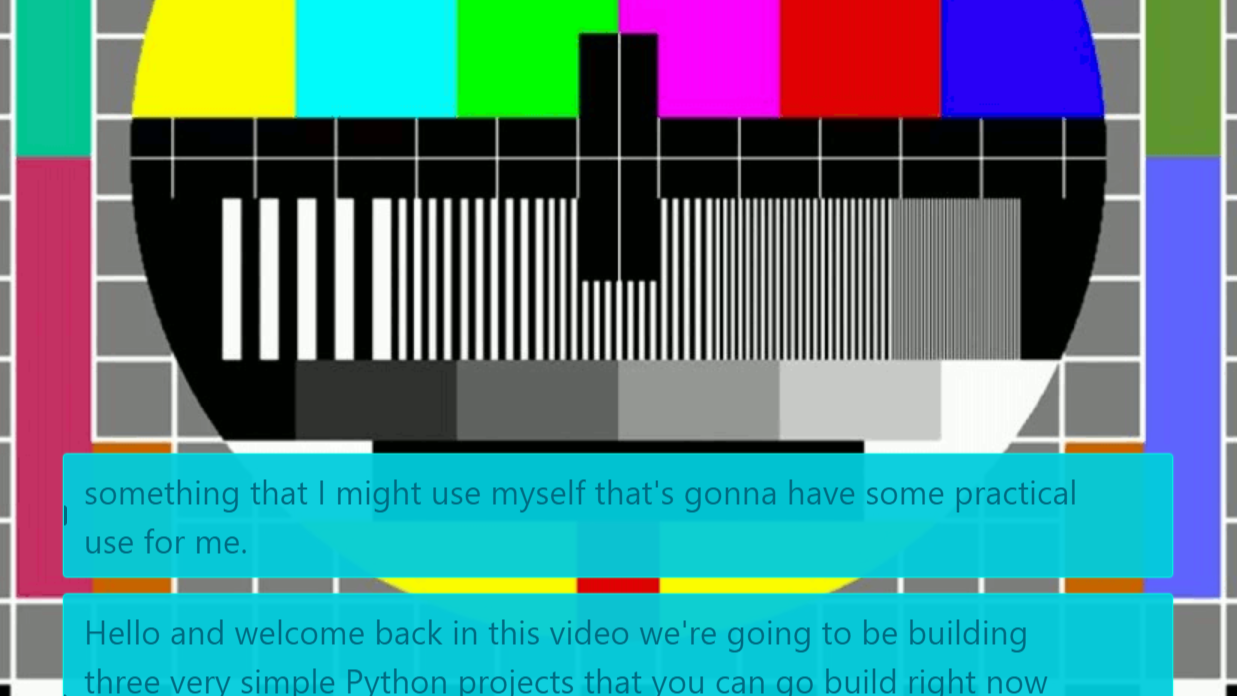 something that I might use myself that's gonna have some practical
use for me.
Hello and welcome back in this video we're going to be building
three very simple Python projects that you can go build right now